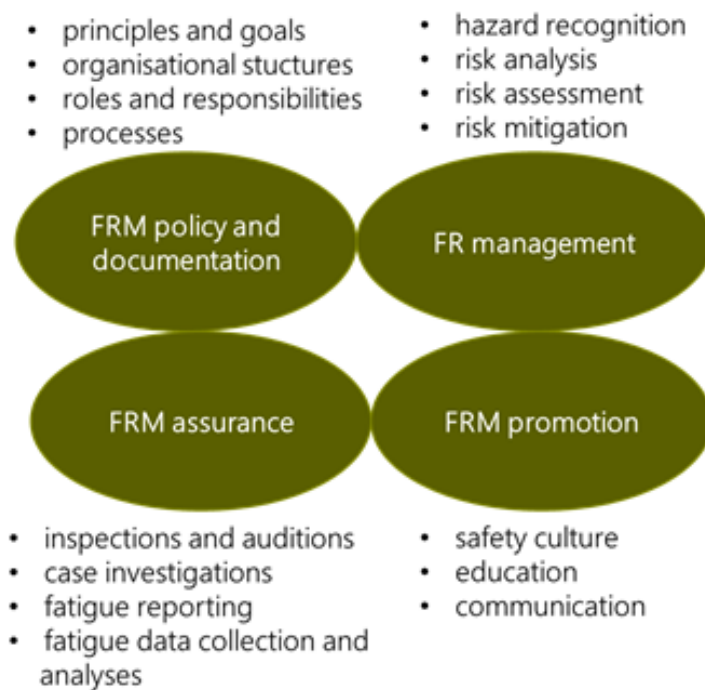 • principles and goals
• organisational stuctures
• roles and responsibilities
• processes
• hazard recognition
• risk analysis
• risk assessment
• risk mitigation
FRM policy and
documentation
FR management
FRM assurance
FRM promotion
• inspections and auditions
• case investigations
• fatigue reporting
• fatigue data collection and
analyses
• safety culture
• education
• communication